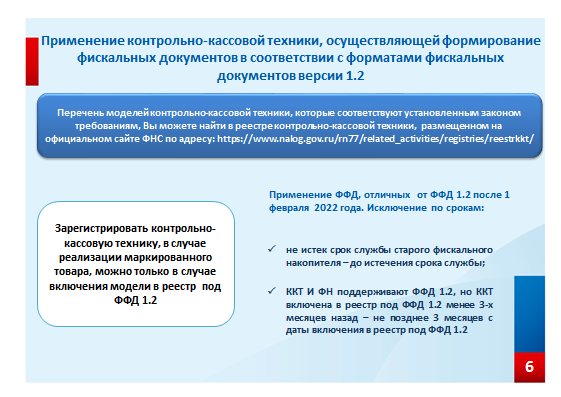 Применение контрольно-кассовой техники, осуществляющей формирование
фискальных документов в соответствии с форматами фискальных
документов версии 1.2
Перечень моделей контрольно-кассовой техники, которые соответствуют установленным законом
требованиям, Вы можете найти в реестре контрольно-кассовой техники, размещенном на
официальном сайте ФНС по адресу: https://www.nalog.gov.ru/rn77/related_activities/registries/reestrkkt/
Зарегистрировать контрольно-
кассовую технику, в случае
реализации маркированного
товара, можно только в случае
включения модели в реестр под
ФФД 1.2
Применение ФФД, отличных от ФФД 1.2 после 1
февраля 2022 года. Исключение по срокам:
✓ не истек срок службы старого фискального
накопителя – до истечения срока службы;
✓ ККТ И ФН поддерживают ФФД 1.2, но ККТ
включена в реестр под ФФД 1.2 менее 3-х
месяцев назад – не позднее 3 месяцев с
даты включения в реестр под ФФД 1.2
6